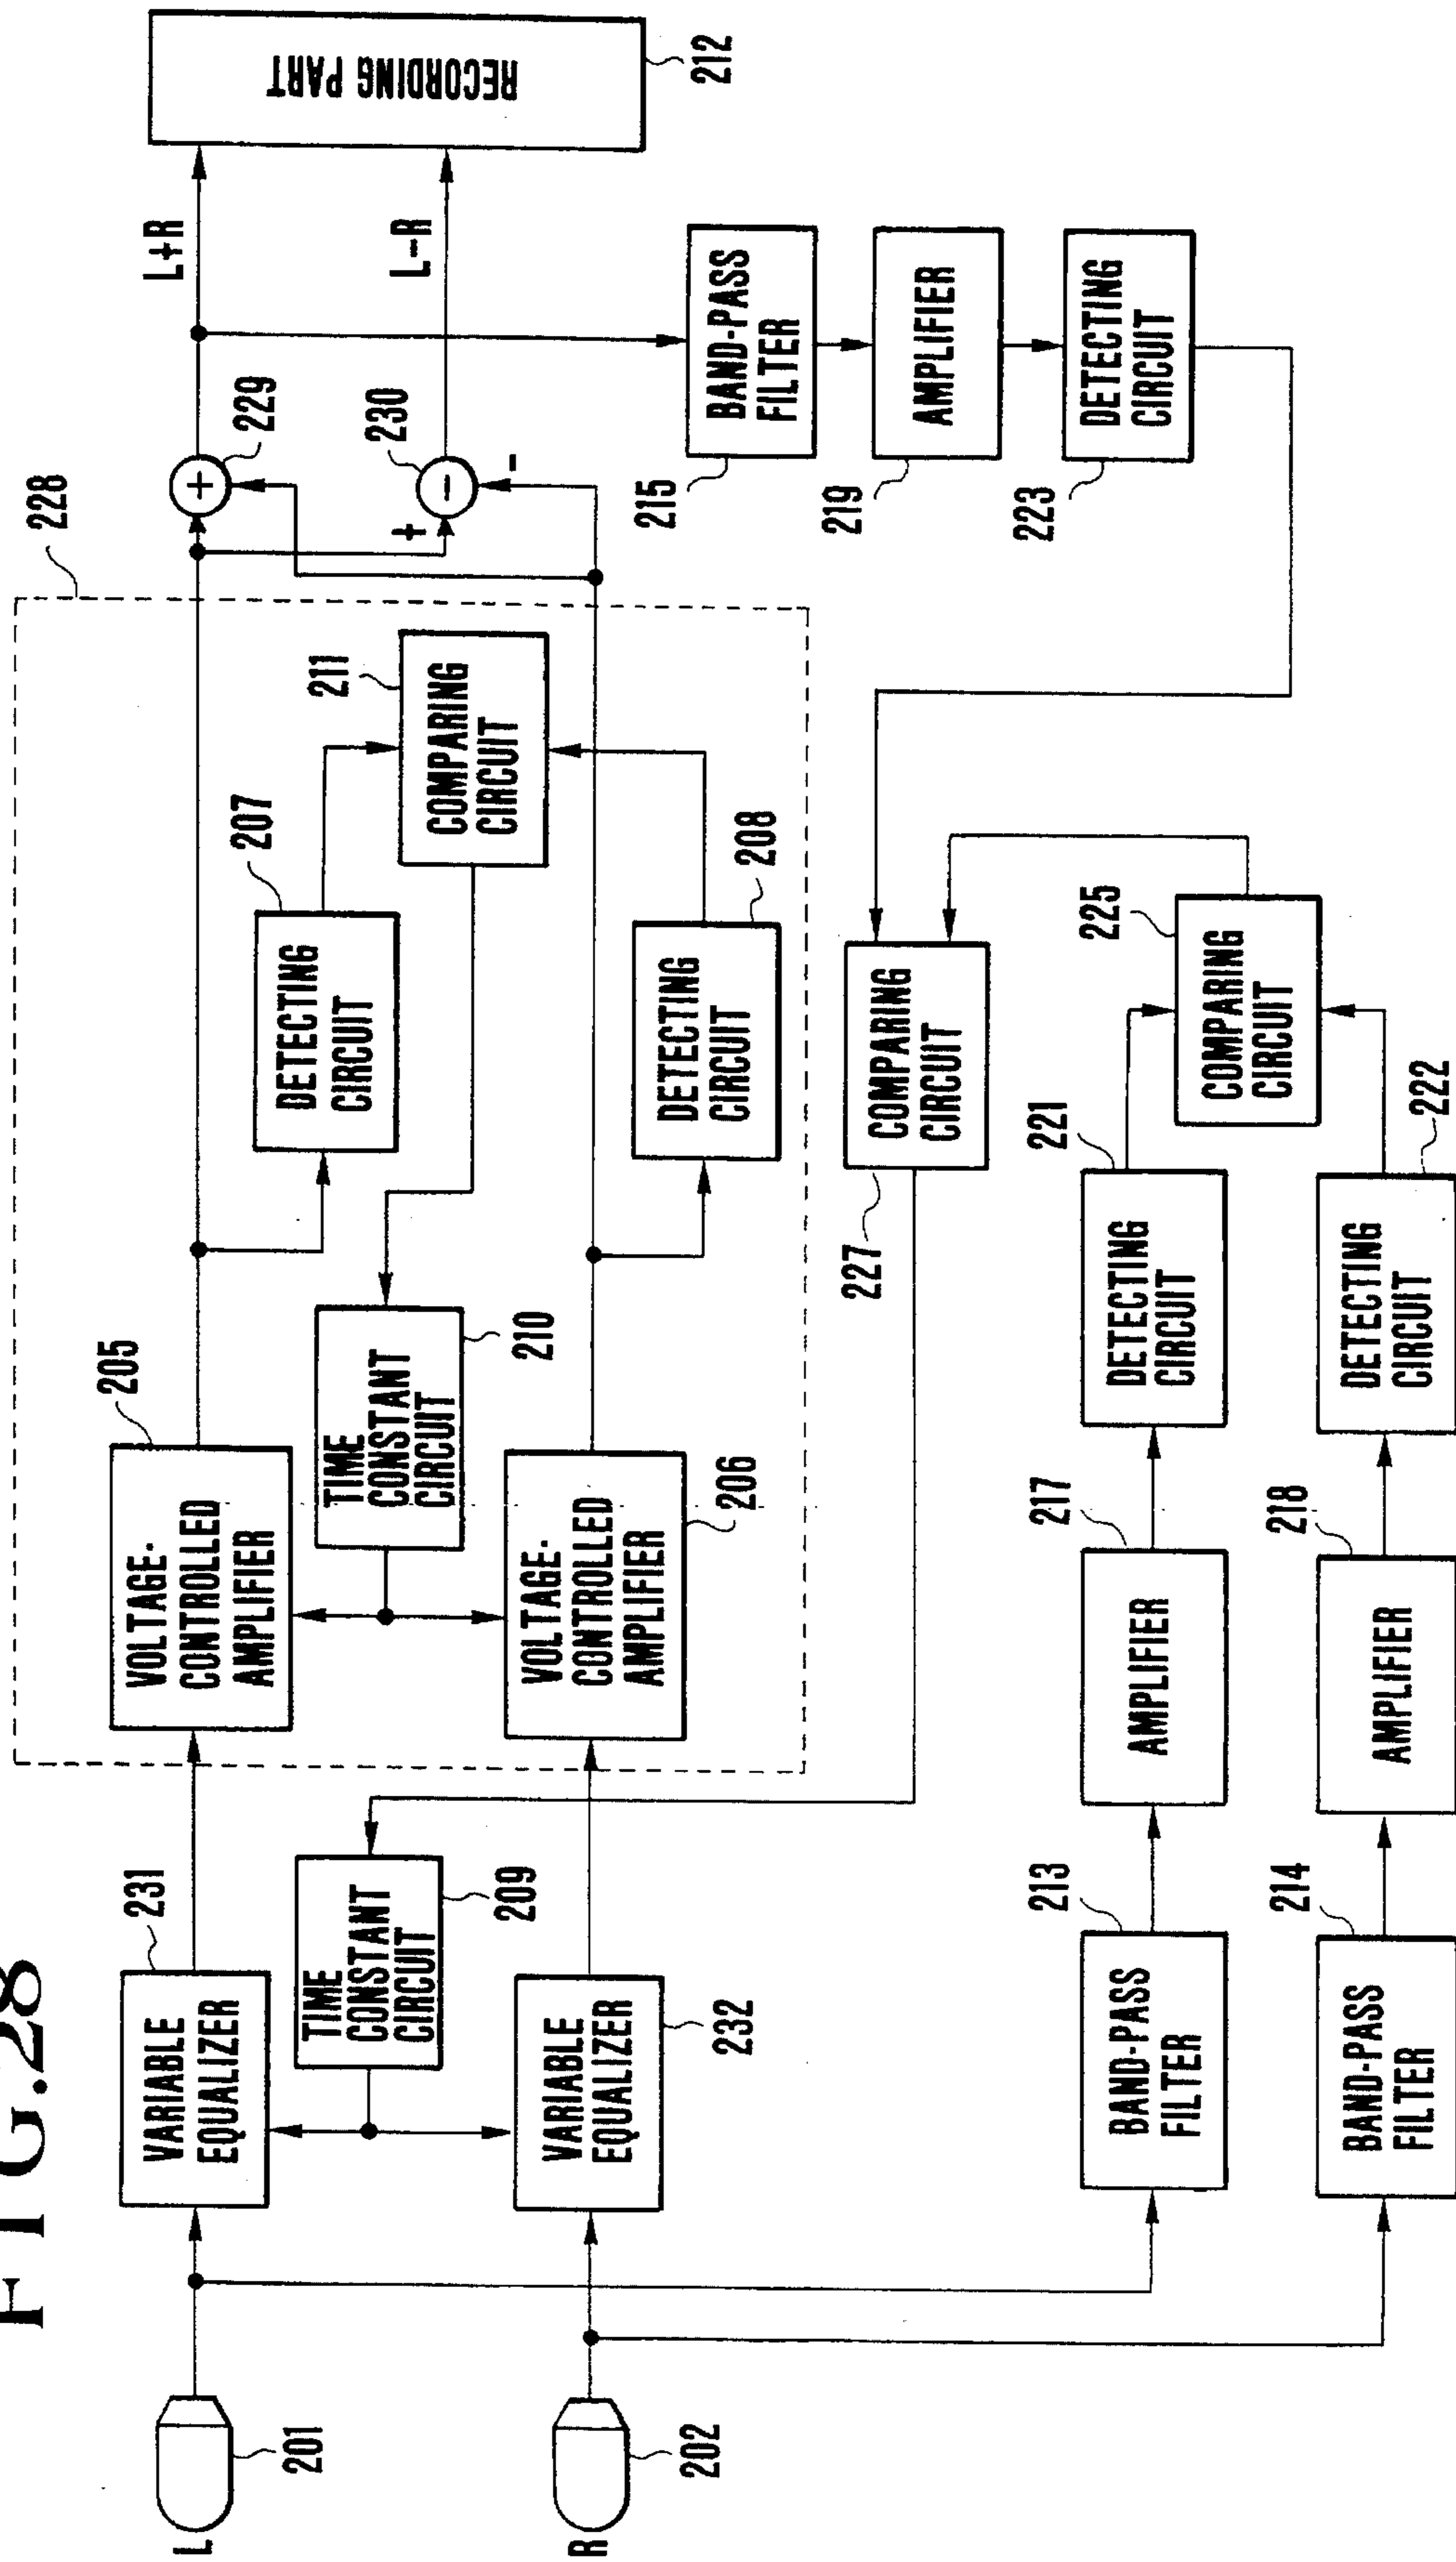 FIG.28
L
201
R
202
VARIABLE
EQUALIZER
231
TIME
CONSTANT
CIRCUIT
209
VARIABLE
EQUALIZER
232
228
VOLTAGE-
CONTROLLED
AMPLIFIER
205
TIME
CONSTANT
CIRCUIT
210
VOLTAGE-
CONTROLLED
AMPLIFIER
206
DETECTING
CIRCUIT
207
COMPARING
CIRCUIT
211
DETECTING
CIRCUIT
208
+
229
+
-
-
230
L+R
L-R
RECORDING PART
212
BAND-PASS
FILTER
215
AMPLIFIER
219
DETECTING
CIRCUIT
223
COMPARING
CIRCUIT
227
BAND-PASS
FILTER
213
AMPLIFIER
217
DETECTING
CIRCUIT
221
COMPARING
CIRCUIT
225
BAND-PASS
FILTER
214
AMPLIFIER
218
DETECTING
CIRCUIT
222